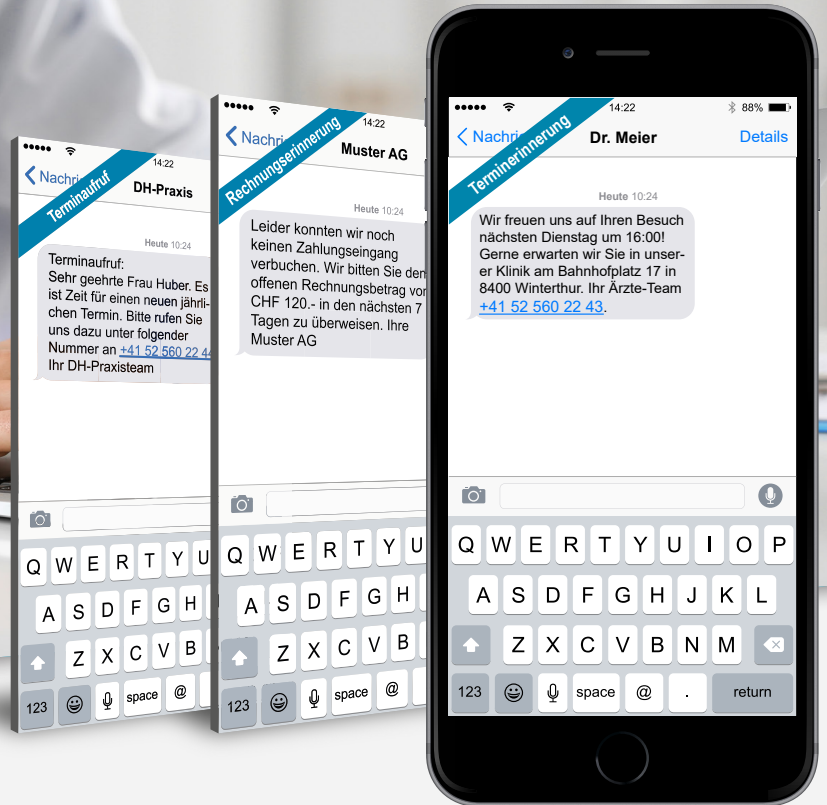 14:22
Nachri
Terminaufruf
DH-Praxis
Heute 10:24
Terminaufruf:
Sehr geehrte Frau Huber. Es
ist Zeit für einen neuen jährli-
chen Termin. Bitte rufen Sie
uns dazu unter folgender
Nummer an +41 52 560 22 44
Ihr DH-Praxisteam
Q W E R T Y U
A S D F G H
Z X C V B
123 space @
14:22
Nachri
Rechnungserinnerung
Muster AG
Heute 10:24
Leider konnten wir noch
keinen Zahlungseingang
verbuchen. Wir bitten Sie den
offenen Rechnungsbetrag von
CHF 120.- in den nächsten 7
Tagen zu überweisen. Ihre
Muster AG
Q W E R T Y U
A S D F G H
Z X C V B
123 space @
14:22 88%
Nachri
Terminerinnerung
Dr. Meier Details
Heute 10:24
Wir freuen uns auf Ihren Besuch
nächsten Dienstag um 16:00!
Gerne erwarten wir Sie in unser-
er Klinik am Bahnhofplatz 17 in
8400 Winterthur. Ihr Ärzte-Team
+41 52 560 22 43.
Q W E R T Y U I O P
A S D F G H J K L
Z X C V B N M
123 space @ . return